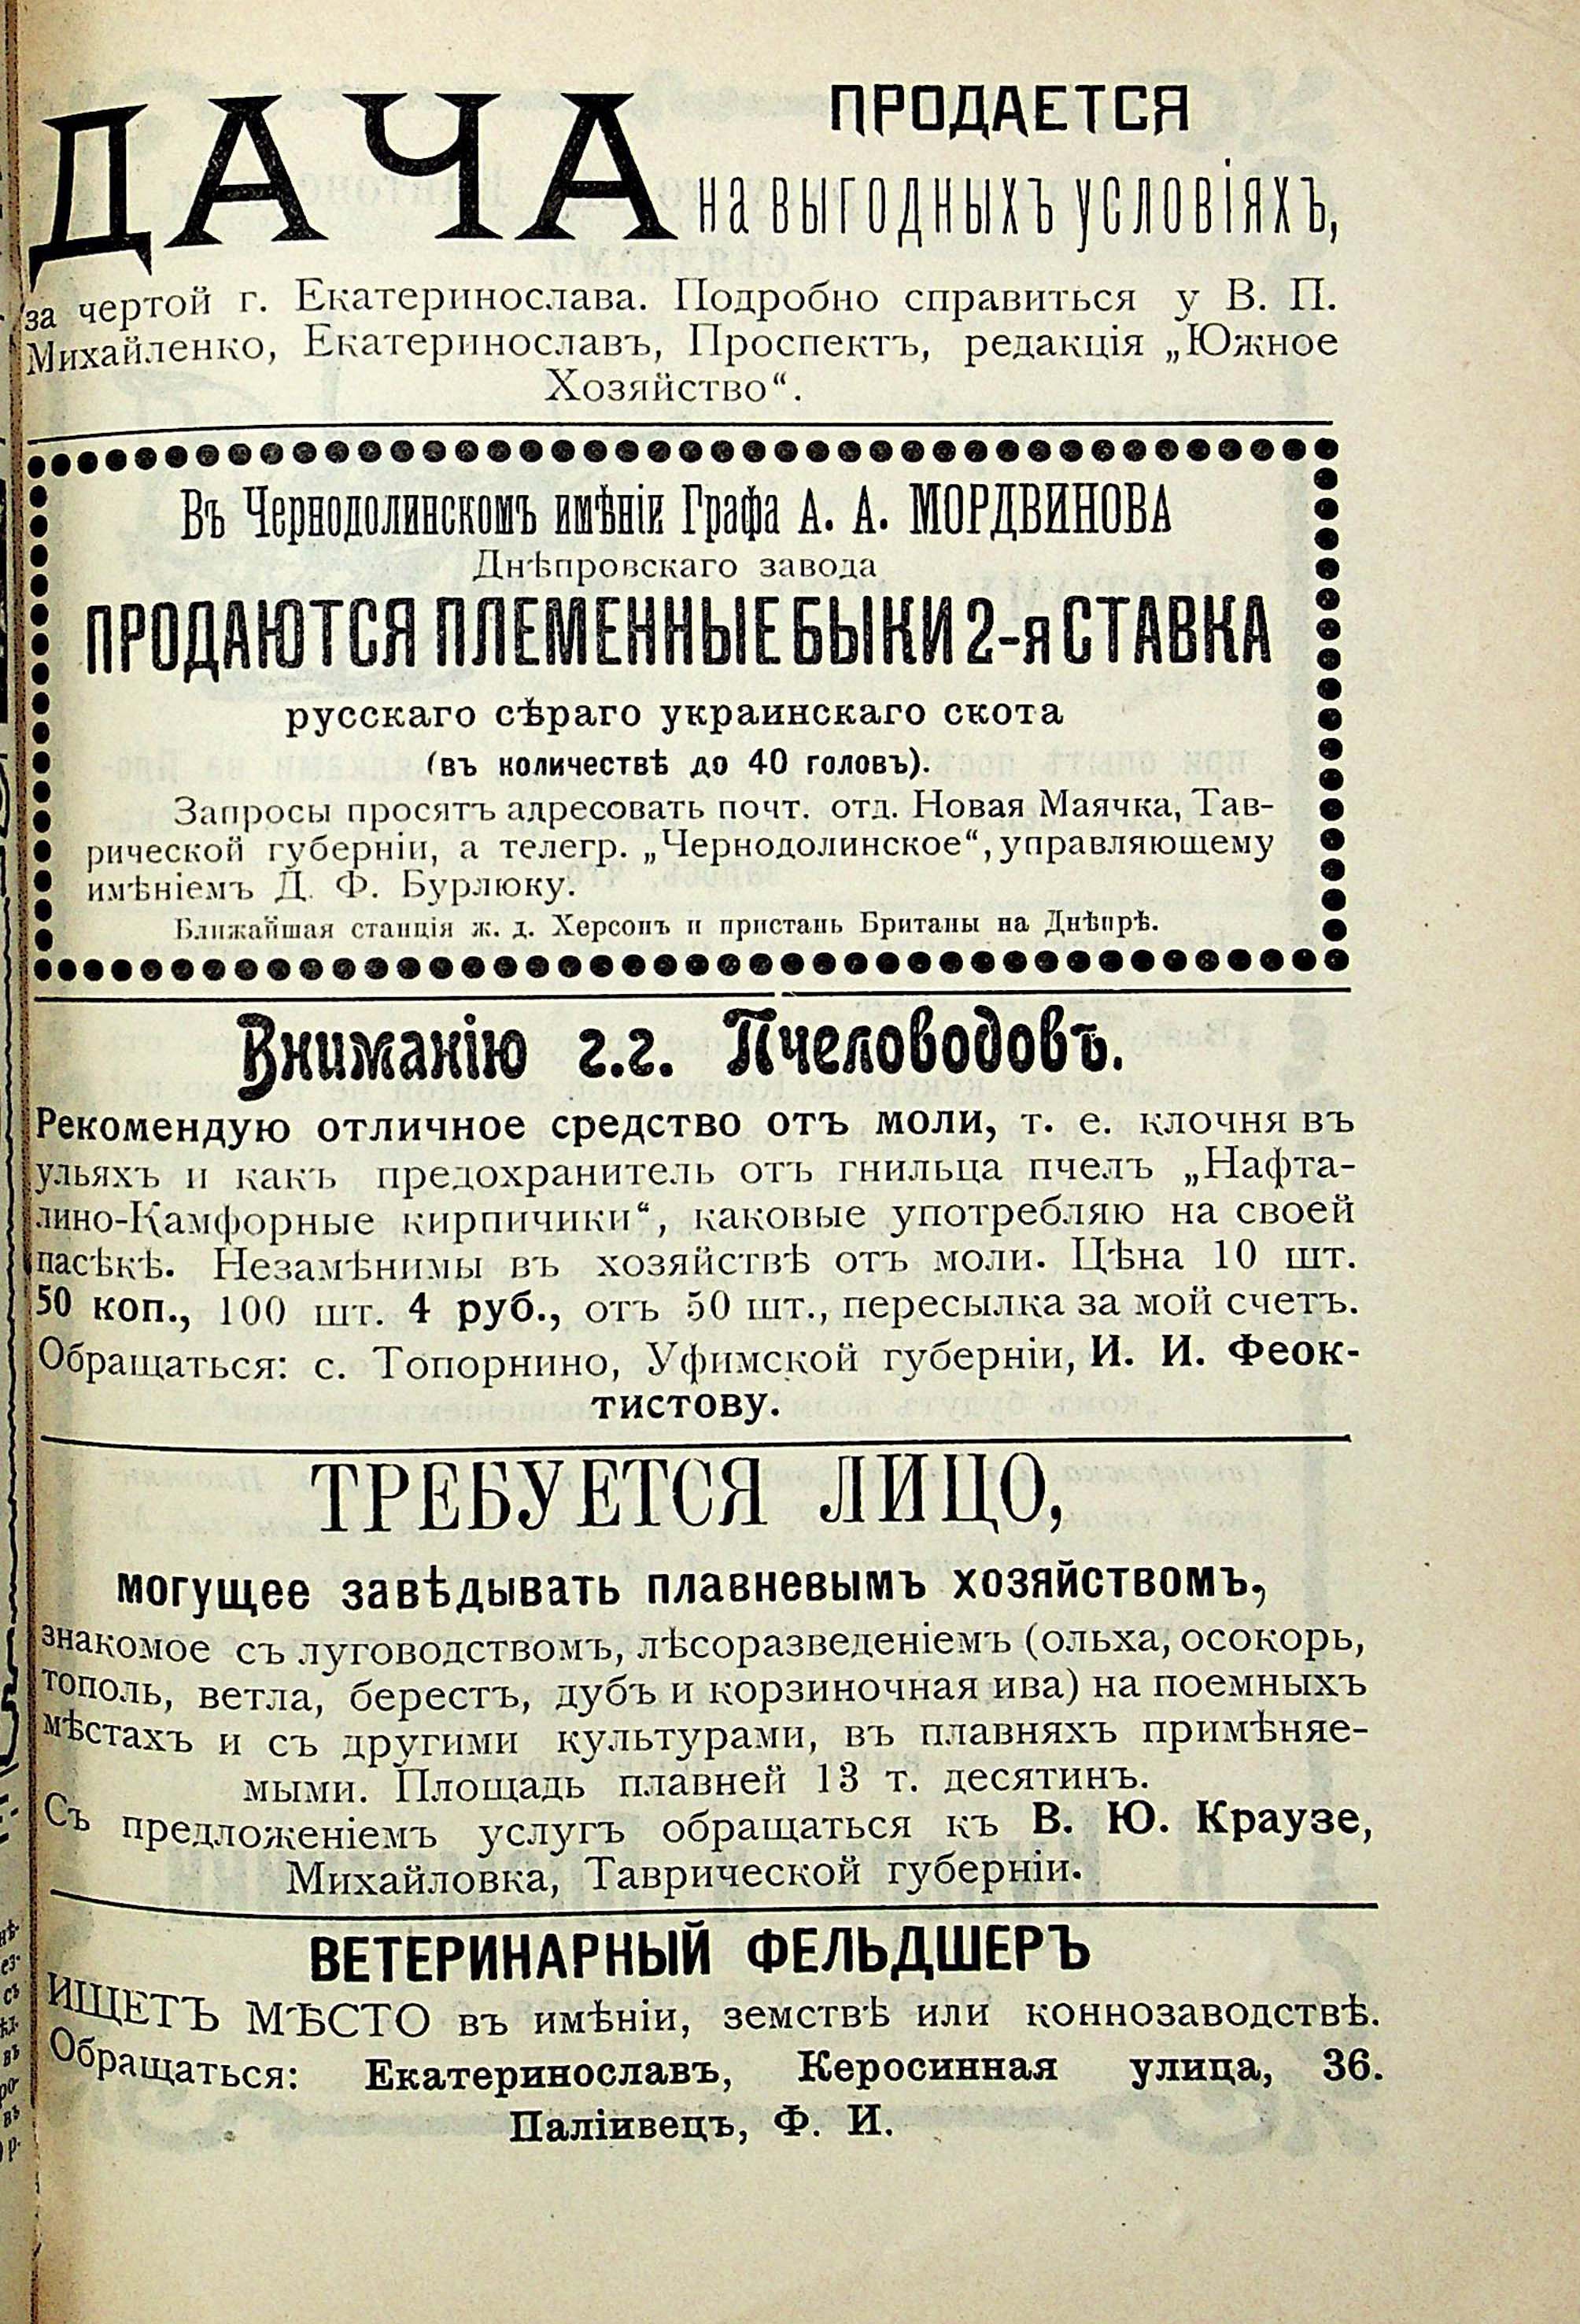 ДАЧА ПРОДАЕТСЯ
на выгодныхъ условіяхъ,
за чертой г. Екатеринослава. Подробно справиться у В. П.
Михайленко, Екатеринославъ, Проспектъ, редакція „Южное
Хозяйство“.
Въ Чернодолинскомъ имѣніи Графа А. А. МОРДВИНОВА
Днѣпровскаго завода
ПРОДАЮТСЯ ПЛЕМЕННЫЕ БЫКИ 2-я СТАВКА
русскаго сѣраго украинскаго скота
(въ количествѣ до 40 головъ).
Запросы просятъ адресовать почт. отд. Новая Маячка, Тав-
рической губерніи, а телегр. „Чернодолинское“, управляющему
имѣніемъ Д. Ф. Бурлюку.
Ближайшая станція ж. д. Херсонъ и пристань Британы на Днѣпрѣ.
Вниманію г.г. Пчеловодовъ.
Рекомендую отличное средство отъ моли, т. е. клочня въ
ульяхъ и какъ предохранитель отъ гнильца пчелъ „Нафта-
лино-Камфорные кирпичики“, каковые употребляю на своей
пасѣкѣ. Незамѣнимы въ хозяйствѣ отъ моли. Цѣна 10 шт.
50 коп., 100 шт. 4 руб., отъ 50 шт., пересылка за мой счетъ.
Обращаться: с. Топорнино, Уфимской губерніи, И. И. Феок-
тистову.
ТРЕБУЕТСЯ ЛИЦО,
могущее завѣдывать плавневымъ хозяйствомъ,
знакомое съ луговодствомъ, лѣсоразведеніемъ (ольха, осокорь,
тополь, ветла, берестъ, дубъ и корзиночная ива) на поемныхъ
мѣстахъ и съ другими культурами, въ плавняхъ примѣняе-
мыми. Площадь плавней 13 т. десятинъ.
Съ предложеніемъ услугъ обращаться къ В. Ю. Краузе,
Михайловка, Таврической губерніи.
ВЕТЕРИНАРНЫЙ ФЕЛЬДШЕРЪ
ИЩЕТЪ МѢСТО въ имѣніи, земствѣ или коннозаводствѣ.
Обращаться: Екатеринославъ, Керосинная улица, 36.
Паліивецъ, Ф. И.